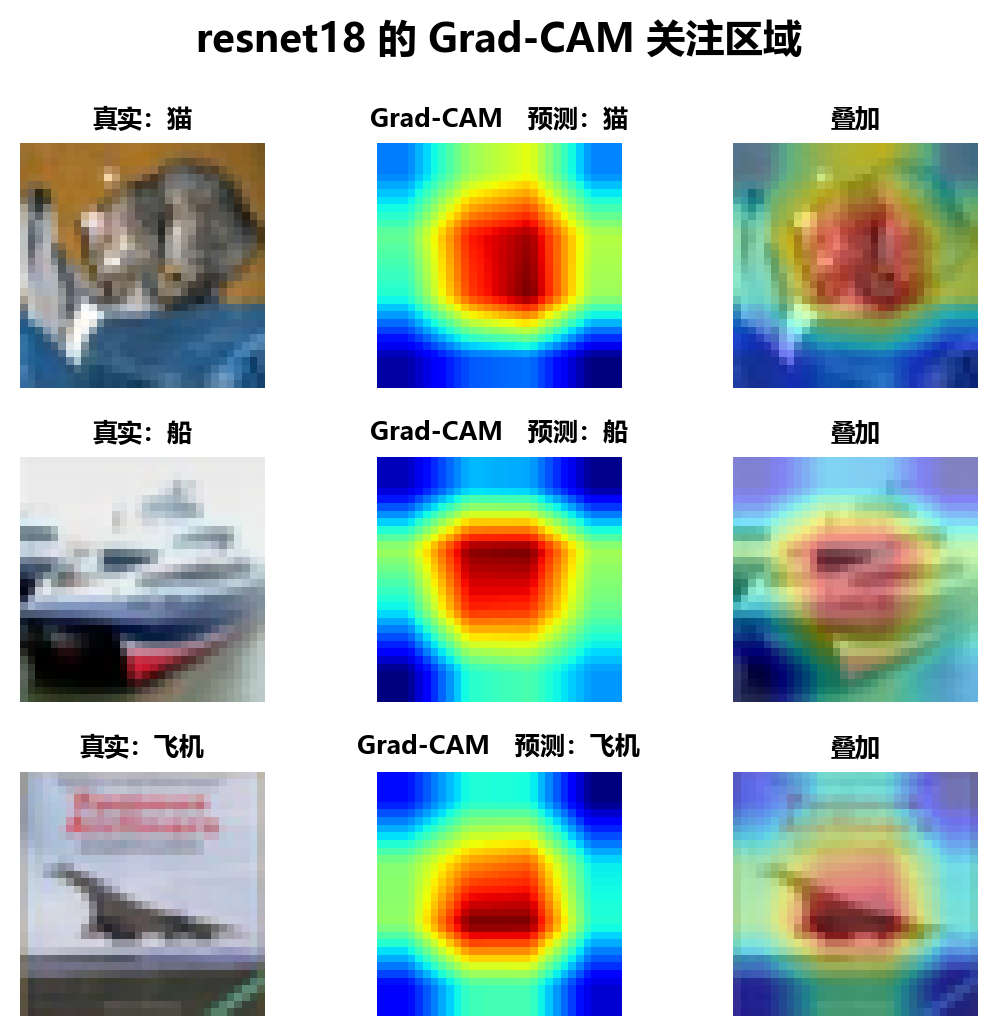 resnet18 的 Grad-CAM 关注区域
真实：猫
Grad-CAM 预测：猫
叠加
真实：船
Grad-CAM 预测：船
叠加
真实：飞机
Grad-CAM 预测：飞机
叠加